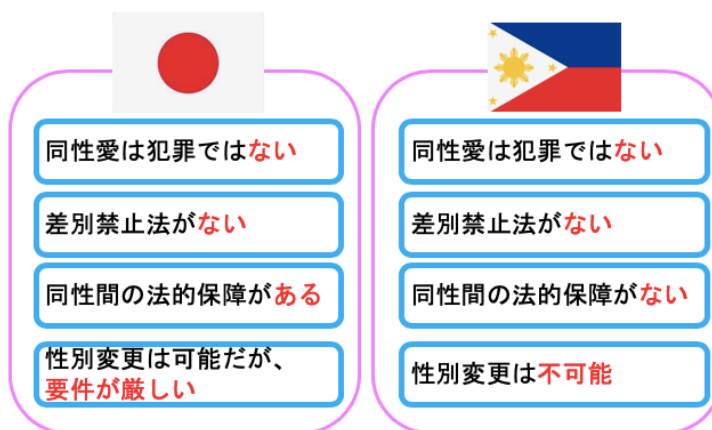 同性愛は犯罪ではない
差別禁止法がない
同性間の法的保障がある
性別変更は可能だが、
要件が厳しい
同性愛は犯罪ではない
差別禁止法がない
同性間の法的保障がない
性別変更は不可能